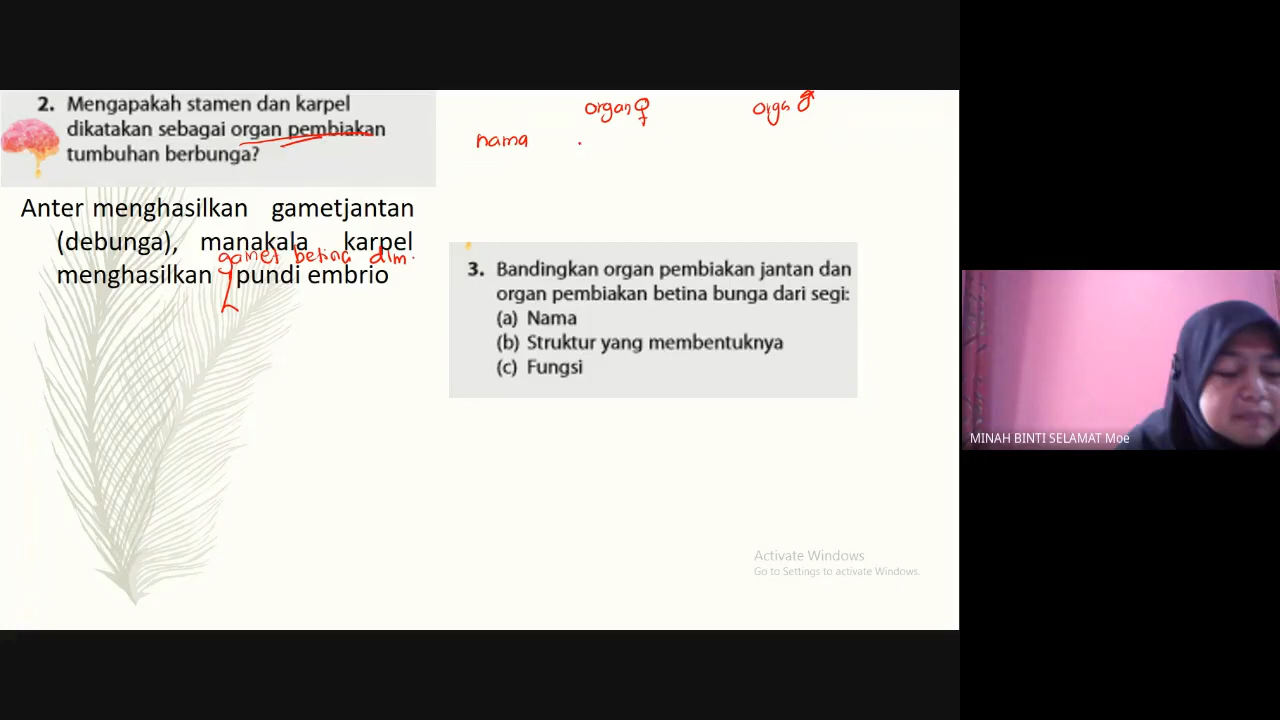 2. Mengapakah stamen dan karpel
dikatakan sebagai organ pembiakan
tumbuhan berbunga?
Anter menghasilkan gametjantan
(debunga), manakala karpel
gamet betina dlm.
menghasilkan pundi embrio
organ ♀ organ ♂
nama
3. Bandingkan organ pembiakan jantan dan
organ pembiakan betina bunga dari segi:
(a) Nama
(b) Struktur yang membentuknya
(c) Fungsi
Activate Windows
Go to Settings to activate Windows.
MINAH BINTI SELAMAT Moe